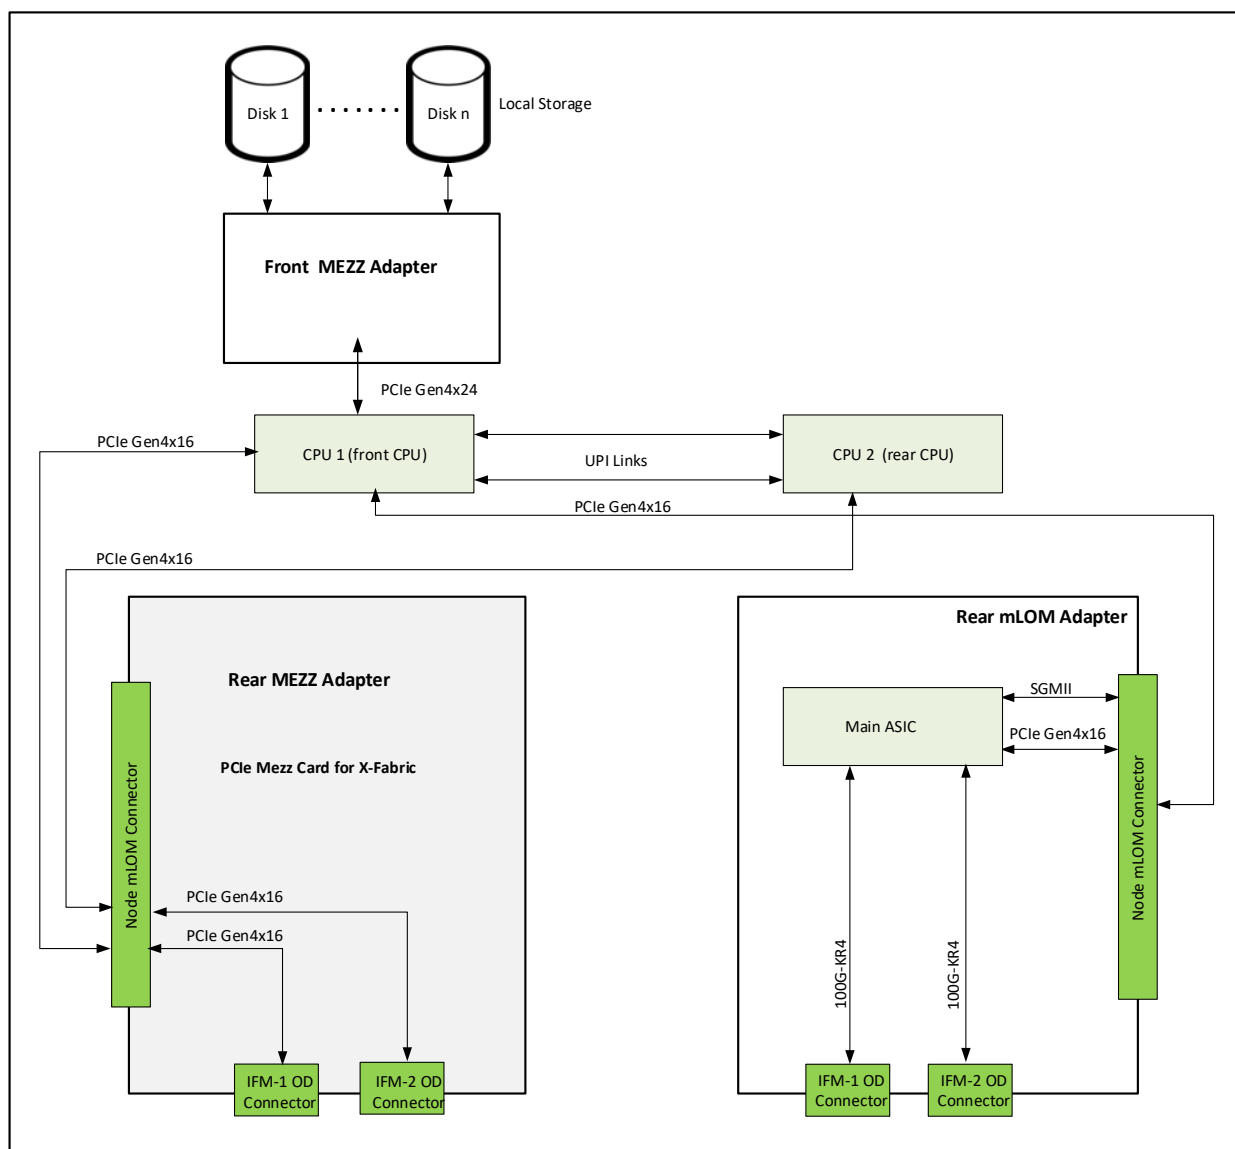 Disk 1
Disk n
Local Storage
Front MEZZ Adapter
PCIe Gen4x24
PCIe Gen4x16
CPU 1 (front CPU)
UPI Links
CPU 2 (rear CPU)
PCIe Gen4x16
PCIe Gen4x16
Rear MEZZ Adapter
PCIe Mezz Card for X-Fabric
Node mLOM Connector
PCIe Gen4x16
PCIe Gen4x16
IFM-1 OD
Connector
IFM-2 OD
Connector
Rear mLOM Adapter
Main ASIC
SGMII
PCIe Gen4x16
Node mLOM Connector
100G-KR4
100G-KR4
IFM-1 OD
Connector
IFM-2 OD
Connector